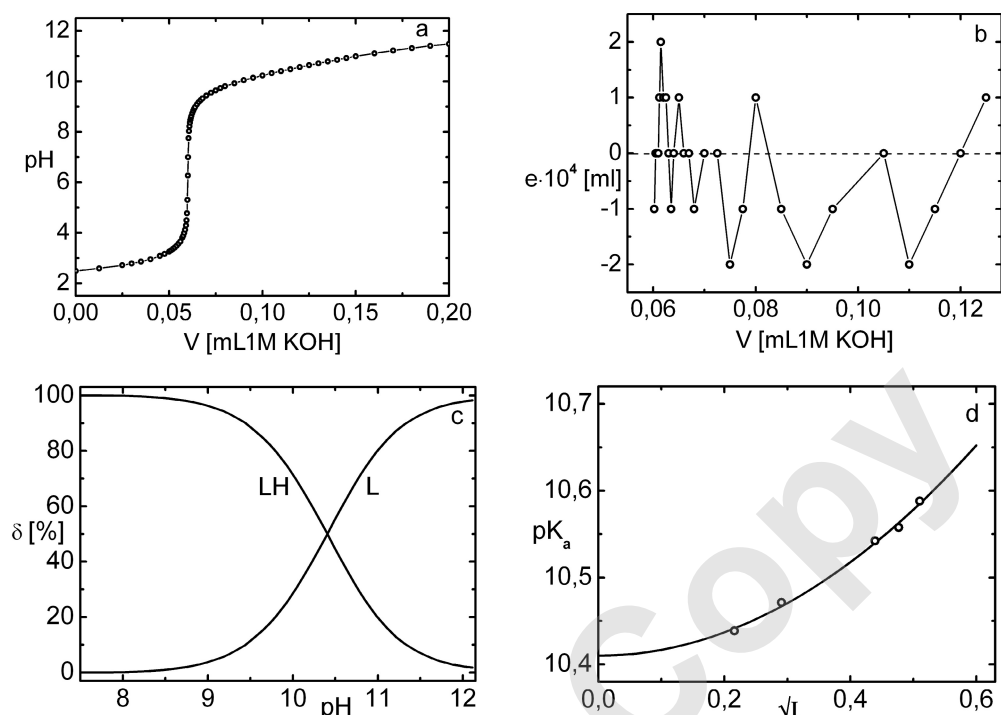 a
12
10
8
6
4
2
pH
0,00 0,05 0,10 0,15 0,20
V [mL1M KOH]
b
2
1
0
-1
-2
e·10⁴ [ml]
0,06 0,08 0,10 0,12
V [mL1M KOH]
c
100
80
60
40
20
0
δ [%]
LH
L
8 9 10 11 12
pH
d
10,7
10,6
10,5
10,4
pKₐ
0,0 0,2 0,4 0,6
√I
copy